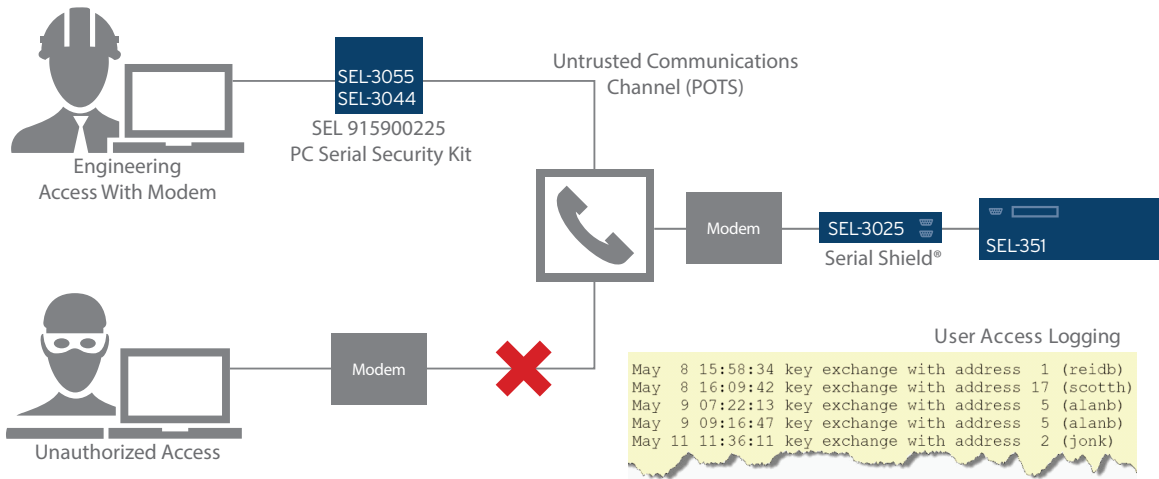 SEL-3055
SEL-3044
SEL 915900225
PC Serial Security Kit
Untrusted Communications
Channel (POTS)
Engineering
Access With Modem
Modem
SEL-3025
Serial Shield®
SEL-351
Modem
Unauthorized Access
User Access Logging
May  8 15:58:34 key exchange with address  1 (reidb)
May  8 16:09:42 key exchange with address 17 (scotth)
May  9 07:22:13 key exchange with address  5 (alanb)
May  9 09:16:47 key exchange with address  5 (alanb)
May 11 11:36:11 key exchange with address  2 (jonk)